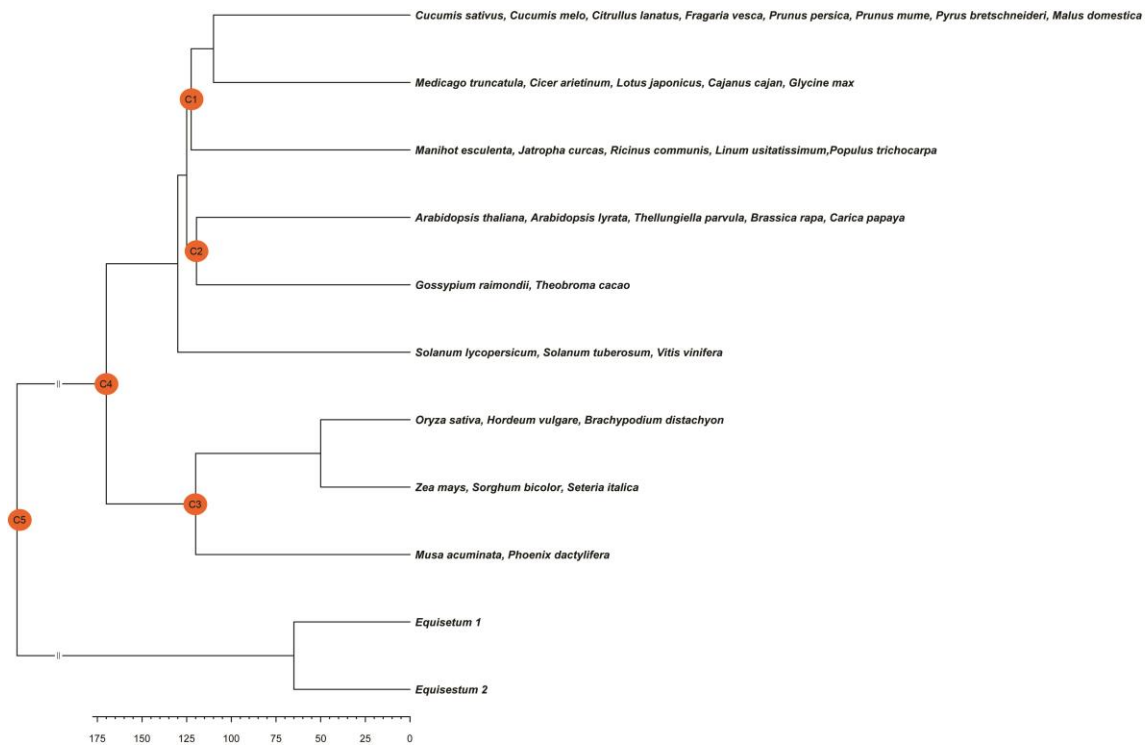 Cucumis sativus, Cucumis melo, Citrullus lanatus, Fragaria vesca, Prunus persica, Prunus mume, Pyrus bretschneideri, Malus domestica
Medicago truncatula, Cicer arietinum, Lotus japonicus, Cajanus cajan, Glycine max
C1
Manihot esculenta, Jatropha curcas, Ricinus communis, Linum usitatissimum,Populus trichocarpa
Arabidopsis thaliana, Arabidopsis lyrata, Thellungiella parvula, Brassica rapa, Carica papaya
C2
Gossypium raimondii, Theobroma cacao
Solanum lycopersicum, Solanum tuberosum, Vitis vinifera
C4
Oryza sativa, Hordeum vulgare, Brachypodium distachyon
Zea mays, Sorghum bicolor, Seteria italica
C3
C5
Musa acuminata, Phoenix dactylifera
Equisetum 1
Equisestum 2
175 150 125 100 75 50 25 0